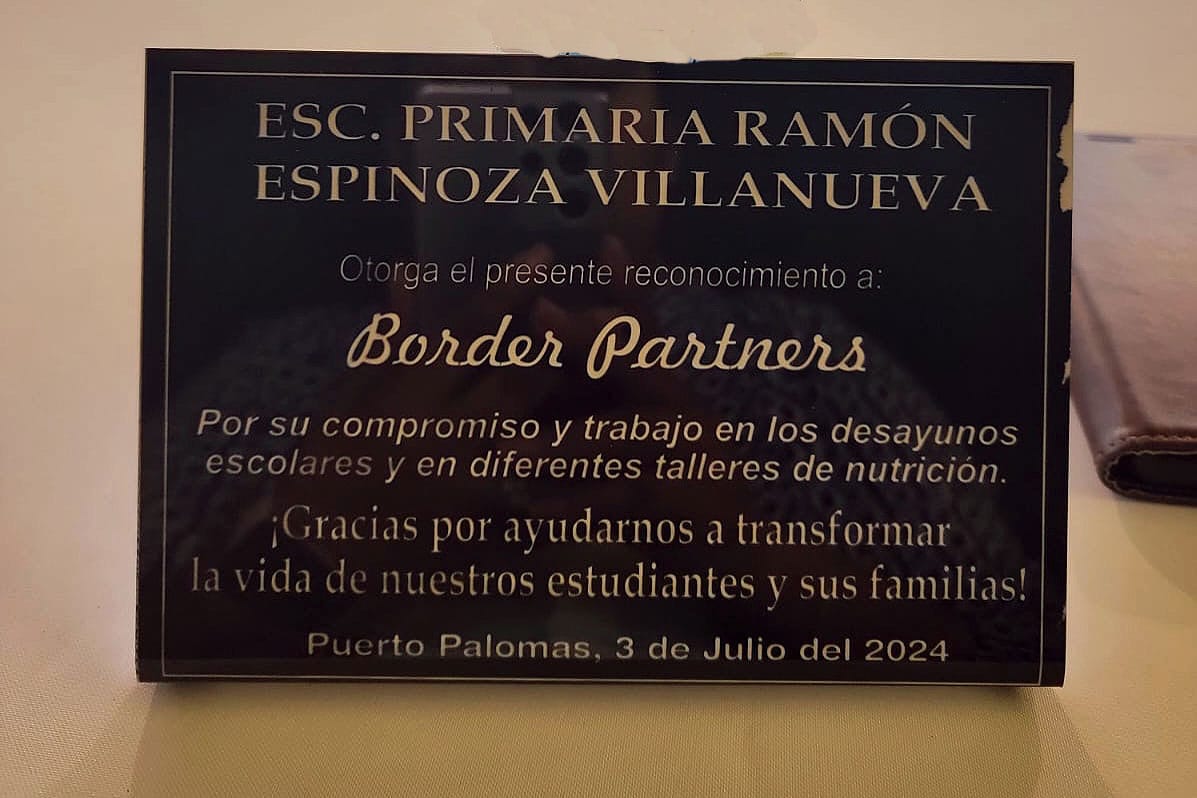 ESC. PRIMARIA RAMÓN
ESPINOZA VILLANUEVA
Otorga el presente reconocimiento a:
Border Partners
Por su compromiso y trabajo en los desayunos
escolares y en diferentes talleres de nutrición.
¡Gracias por ayudarnos a transformar
la vida de nuestros estudiantes y sus familias!
Puerto Palomas, 3 de Julio del 2024